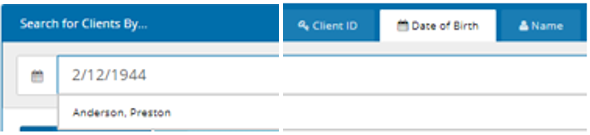 Search for Clients By... Client ID Date of Birth Name
2/12/1944
Anderson, Preston